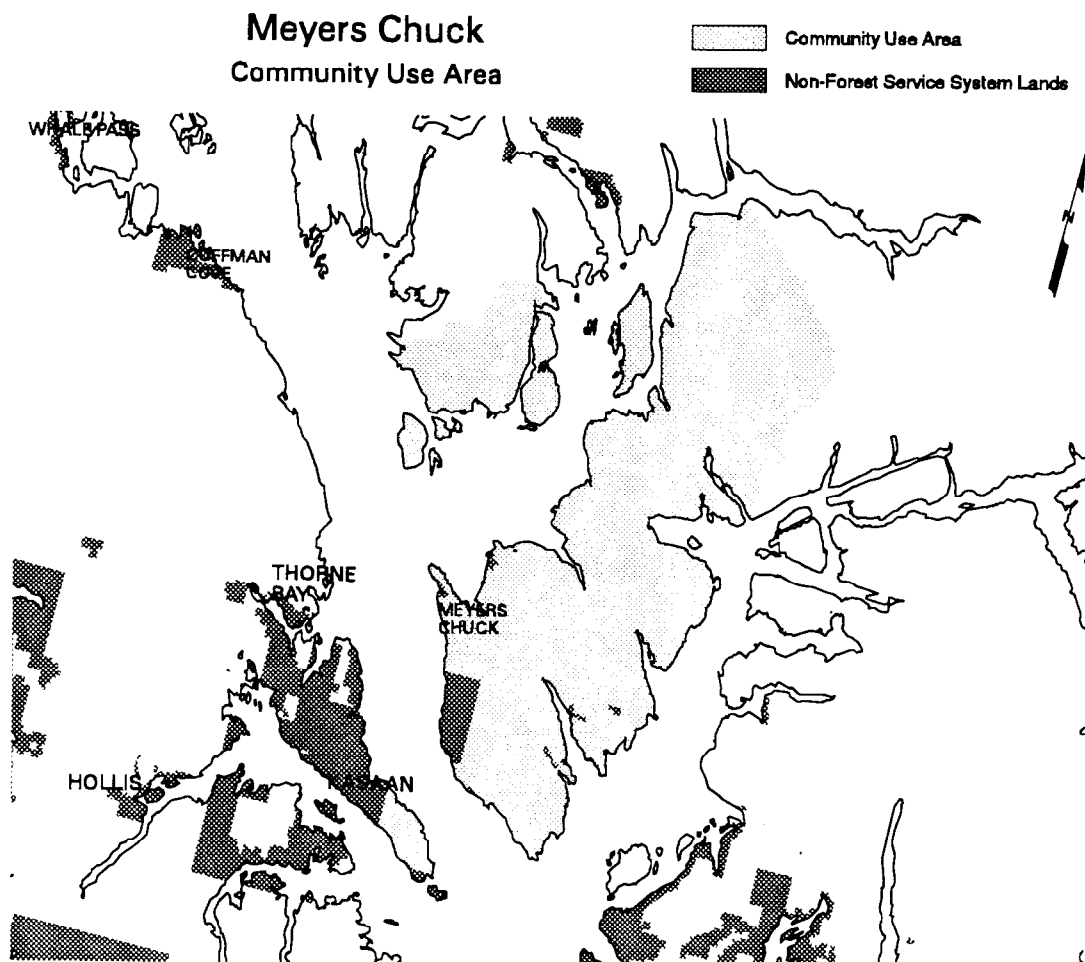 Meyers Chuck
Community Use Area
Community Use Area
Non-Forest Service System Lands
WHALE PASS
COFFMAN
COVE
N
THORNE
BAY
MEYERS
CHUCK
HOLLIS
KASAAN